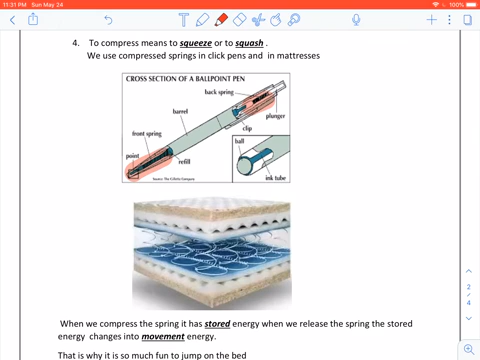 11:31 PM Sun May 24
100%
4. To compress means to squeeze or to squash .
We use compressed springs in click pens and in mattresses
CROSS SECTION OF A BALLPOINT PEN
back spring
barrel
plunger
front spring
clip
point
ball
refill
ink tube
Source: The Gillette Company
2
/
4
When we compress the spring it has stored energy when we release the spring the stored
energy changes into movement energy.
That is why it is so much fun to jump on the bed